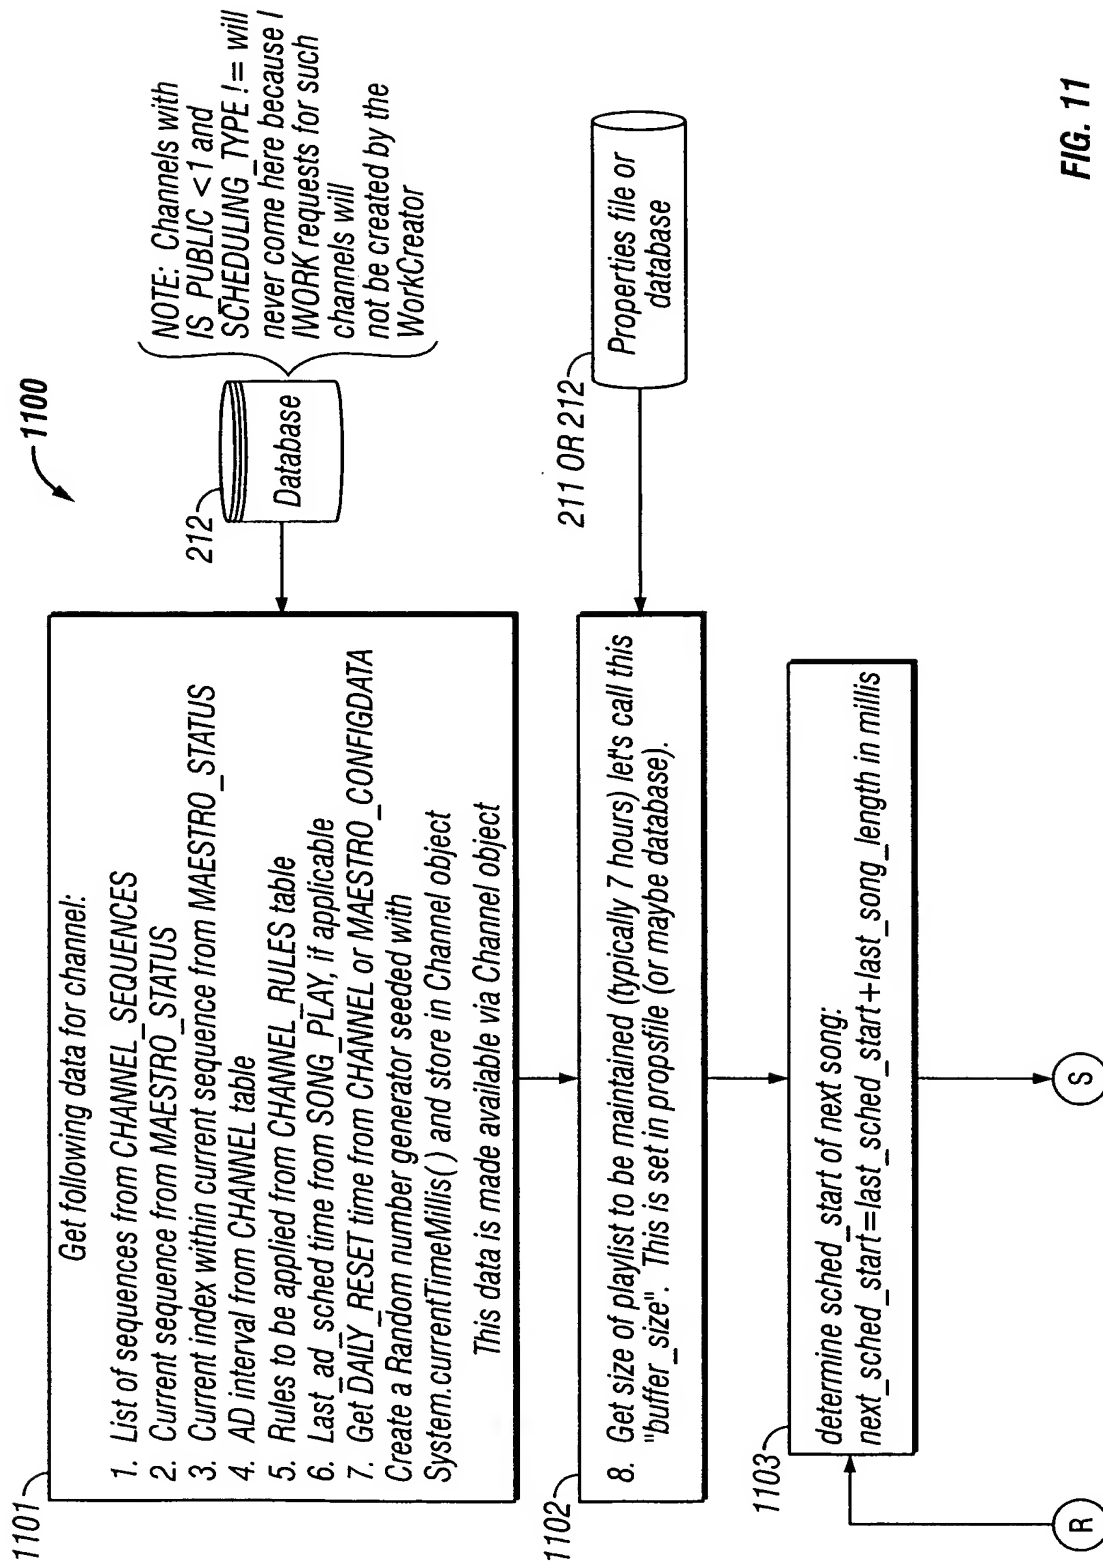 1100
1101
Get following data for channel:
1. List of sequences from CHANNEL_SEQUENCES
2. Current sequence from MAESTRO_STATUS
3. Current index within current sequence from MAESTRO_STATUS
4. AD interval from CHANNEL table
5. Rules to be applied from CHANNEL_RULES table
6. Last_ad_sched time from SONG_PLAY, if applicable
7. Get DAILY_RESET time from CHANNEL or MAESTRO_CONFIGDATA
Create a Random number generator seeded with
System.currentTimeMillis( ) and store in Channel object
This data is made available via Channel object
212
Database
NOTE: Channels with
IS_PUBLIC <1 and
SCHEDULING_TYPE != will
never come here because I
IWORK requests for such
channels will
not be created by the
WorkCreator
1102
8. Get size of playlist to be maintained (typically 7 hours) let's call this
"buffer_size". This is set in propsfile (or maybe database).
211 OR 212
Properties file or
database
1103
determine sched_start of next song:
next_sched_start=last_sched_start+last_song_length in millis
R
S
FIG. 11